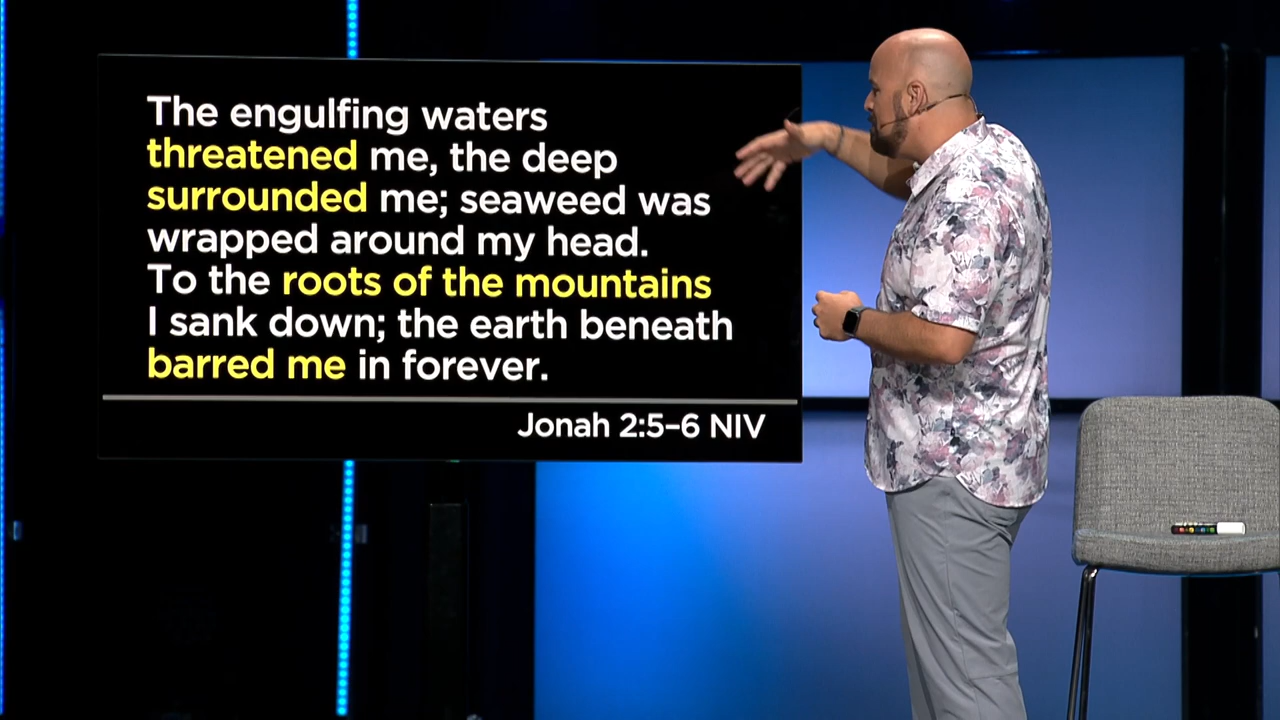 The engulfing waters
threatened me, the deep
surrounded me; seaweed was
wrapped around my head.
To the roots of the mountains
I sank down; the earth beneath
barred me in forever.
Jonah 2:5–6 NIV